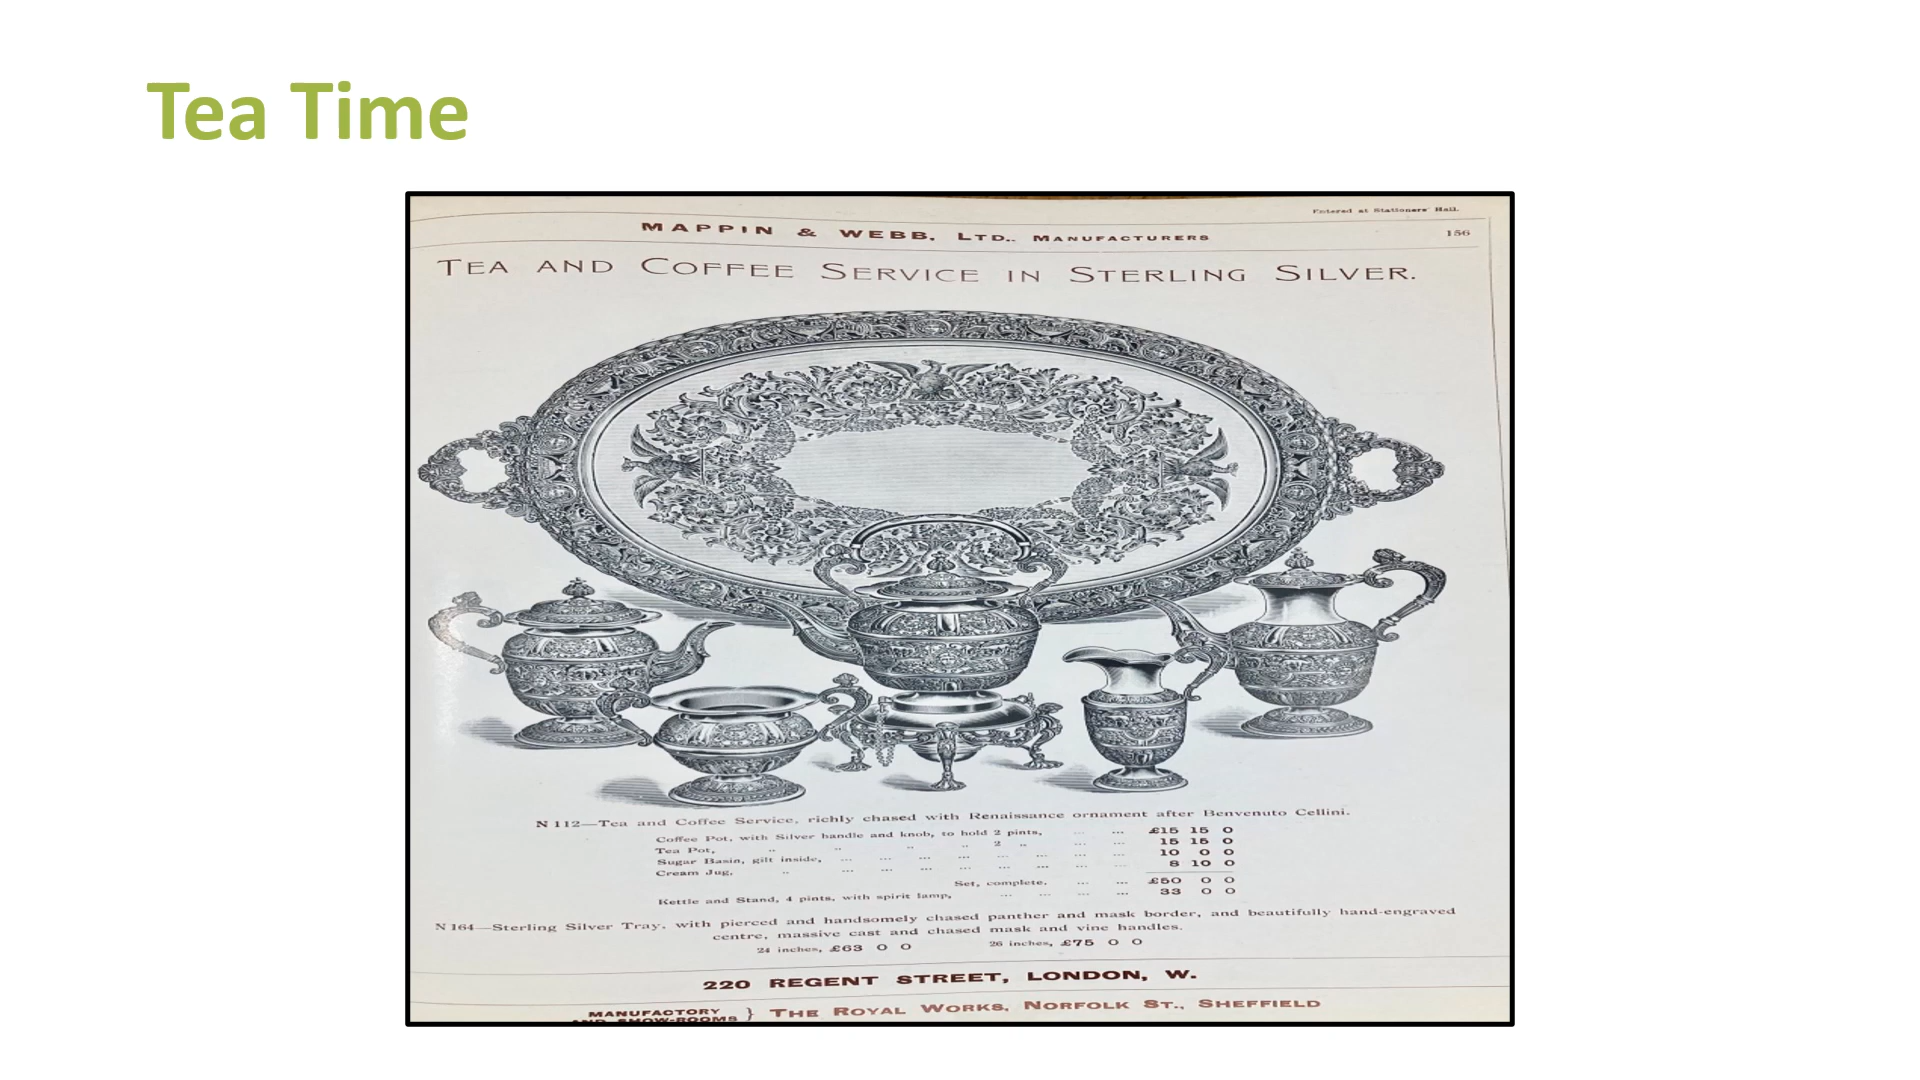 Tea Time
Entered at Stationers' Hall.
MAPPIN & WEBB, LTD., MANUFACTURERS
156
TEA AND COFFEE SERVICE IN STERLING SILVER.
N 112—Tea and Coffee Service, richly chased with Renaissance ornament after Benvenuto Cellini.
Coffee Pot, with Silver handle and knob, to hold 2 pints, ... ... £15 15 0
Tea Pot, " " " " 2 " ... ... 15 15 0
Sugar Basin, gilt inside, ... ... ... ... ... ... ... ... 10 0 0
Cream Jug, " ... ... ... ... ... ... ... ... 8 10 0
Set, complete, ... ... £50 0 0
Kettle and Stand, 4 pints, with spirit lamp, ... ... ... ... 33 0 0
N 164—Sterling Silver Tray, with pierced and handsomely chased panther and mask border, and beautifully hand-engraved
centre, massive cast and chased mask and vine handles.
24 inches, £63 0 0 26 inches, £75 0 0
220 REGENT STREET, LONDON, W.
MANUFACTORY AND SHOW-ROOMS } THE ROYAL WORKS, NORFOLK ST., SHEFFIELD